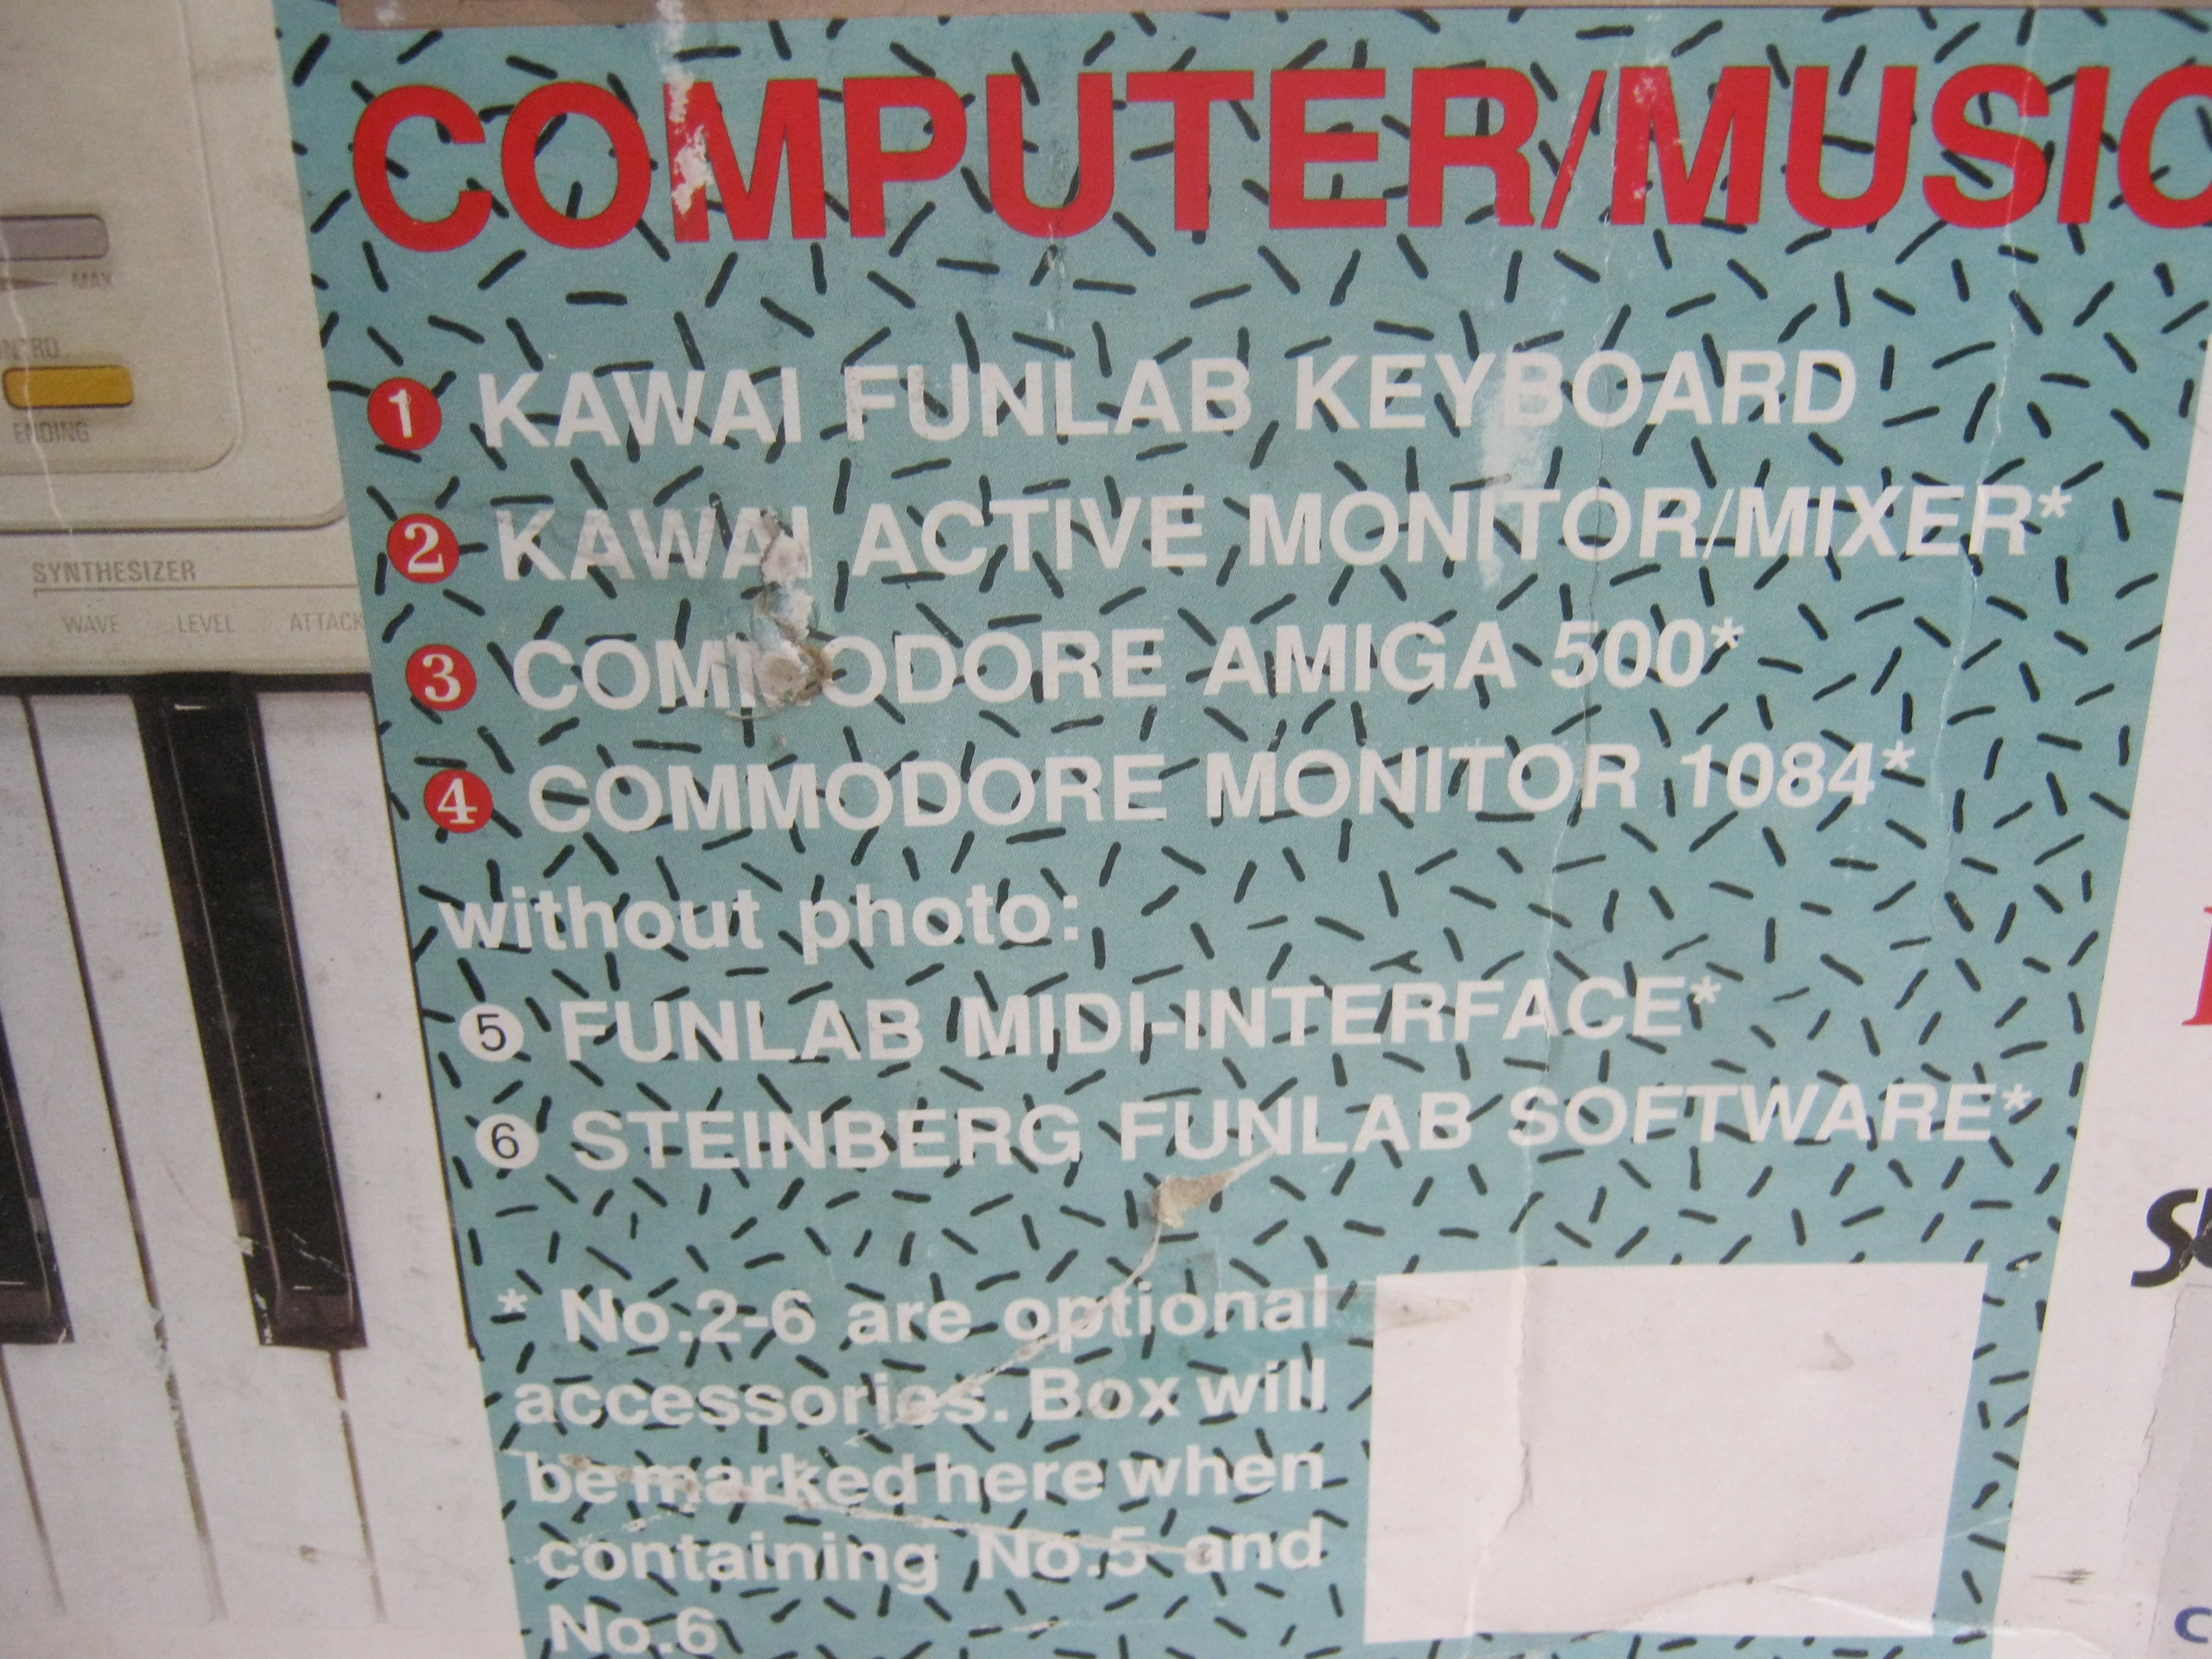 COMPUTER/MUSIC
MAX
ENDING
SYNTHESIZER
WAVE LEVEL ATTACK
1 KAWAI FUNLAB KEYBOARD
2 KAWAI ACTIVE MONITOR/MIXER*
3 COMMODORE AMIGA 500*
4 COMMODORE MONITOR 1084*
without photo:
5 FUNLAB MIDI-INTERFACE*
6 STEINBERG FUNLAB SOFTWARE*
* No.2-6 are optional
accessories. Box will
be marked here when
containing No.5 and
No.6